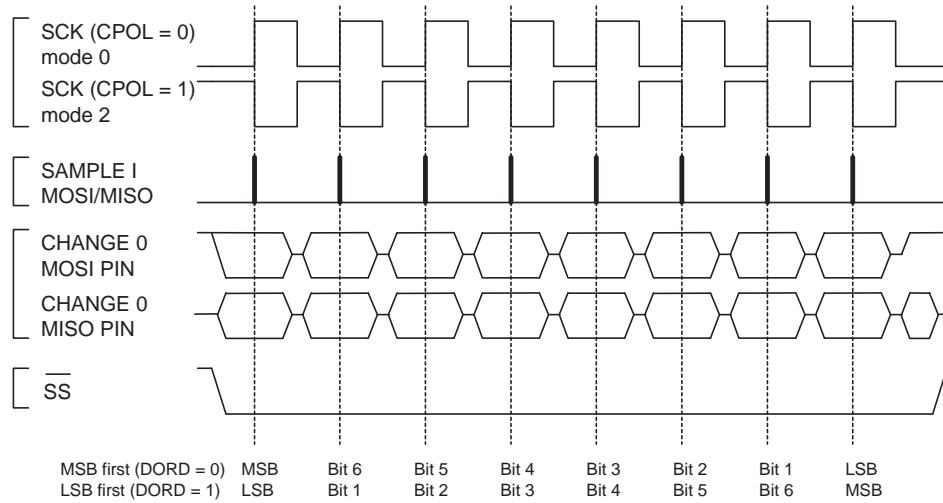 SCK (CPOL = 0)
mode 0
SCK (CPOL = 1)
mode 2
SAMPLE I
MOSI/MISO
CHANGE 0
MOSI PIN
CHANGE 0
MISO PIN
SS
MSB first (DORD = 0) MSB Bit 6 Bit 5 Bit 4 Bit 3 Bit 2 Bit 1 LSB
LSB first (DORD = 1) LSB Bit 1 Bit 2 Bit 3 Bit 4 Bit 5 Bit 6 MSB